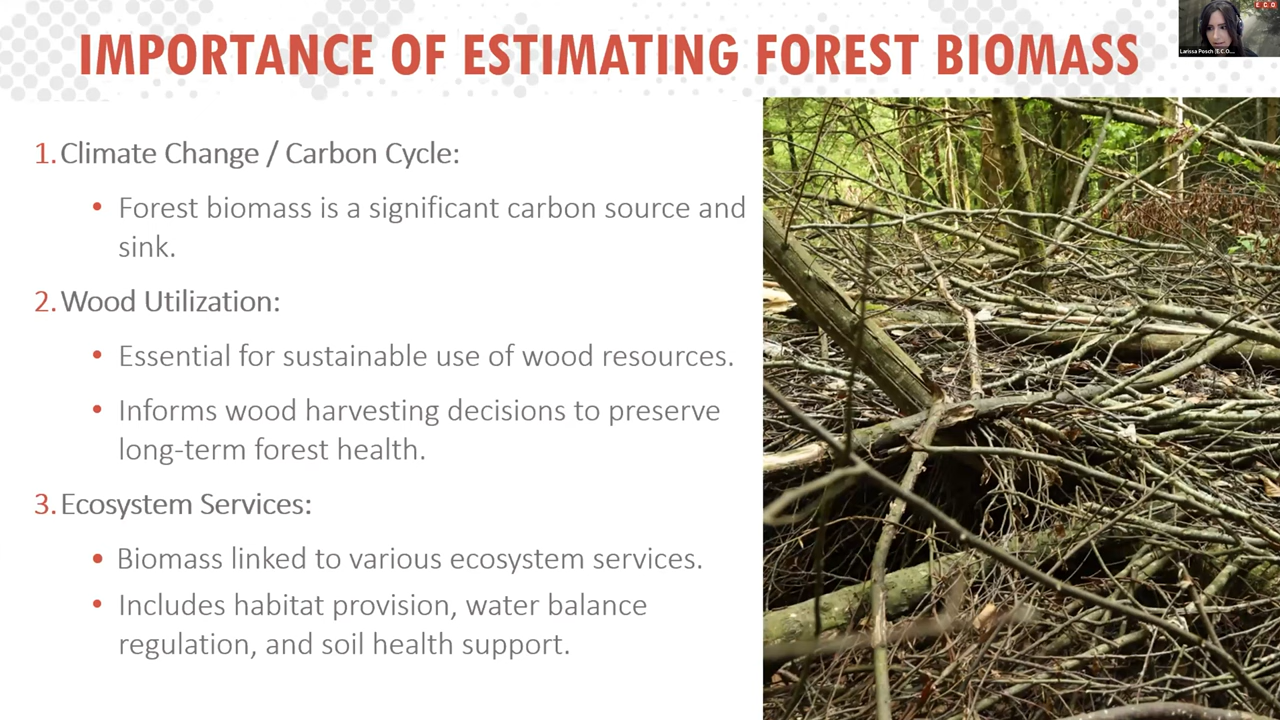 IMPORTANCE OF ESTIMATING FOREST BIOMASS
E.C.O.
Larissa Posch (E.C.O....
1. Climate Change / Carbon Cycle:
• Forest biomass is a significant carbon source and
sink.
2. Wood Utilization:
• Essential for sustainable use of wood resources.
• Informs wood harvesting decisions to preserve
long-term forest health.
3. Ecosystem Services:
• Biomass linked to various ecosystem services.
• Includes habitat provision, water balance
regulation, and soil health support.